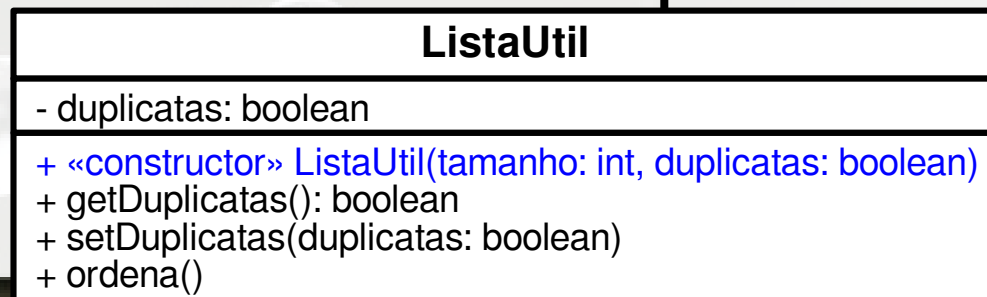 ListaUtil
- duplicatas: boolean
+ «constructor» ListaUtil(tamanho: int, duplicatas: boolean)
+ getDuplicatas(): boolean
+ setDuplicatas(duplicatas: boolean)
+ ordena()